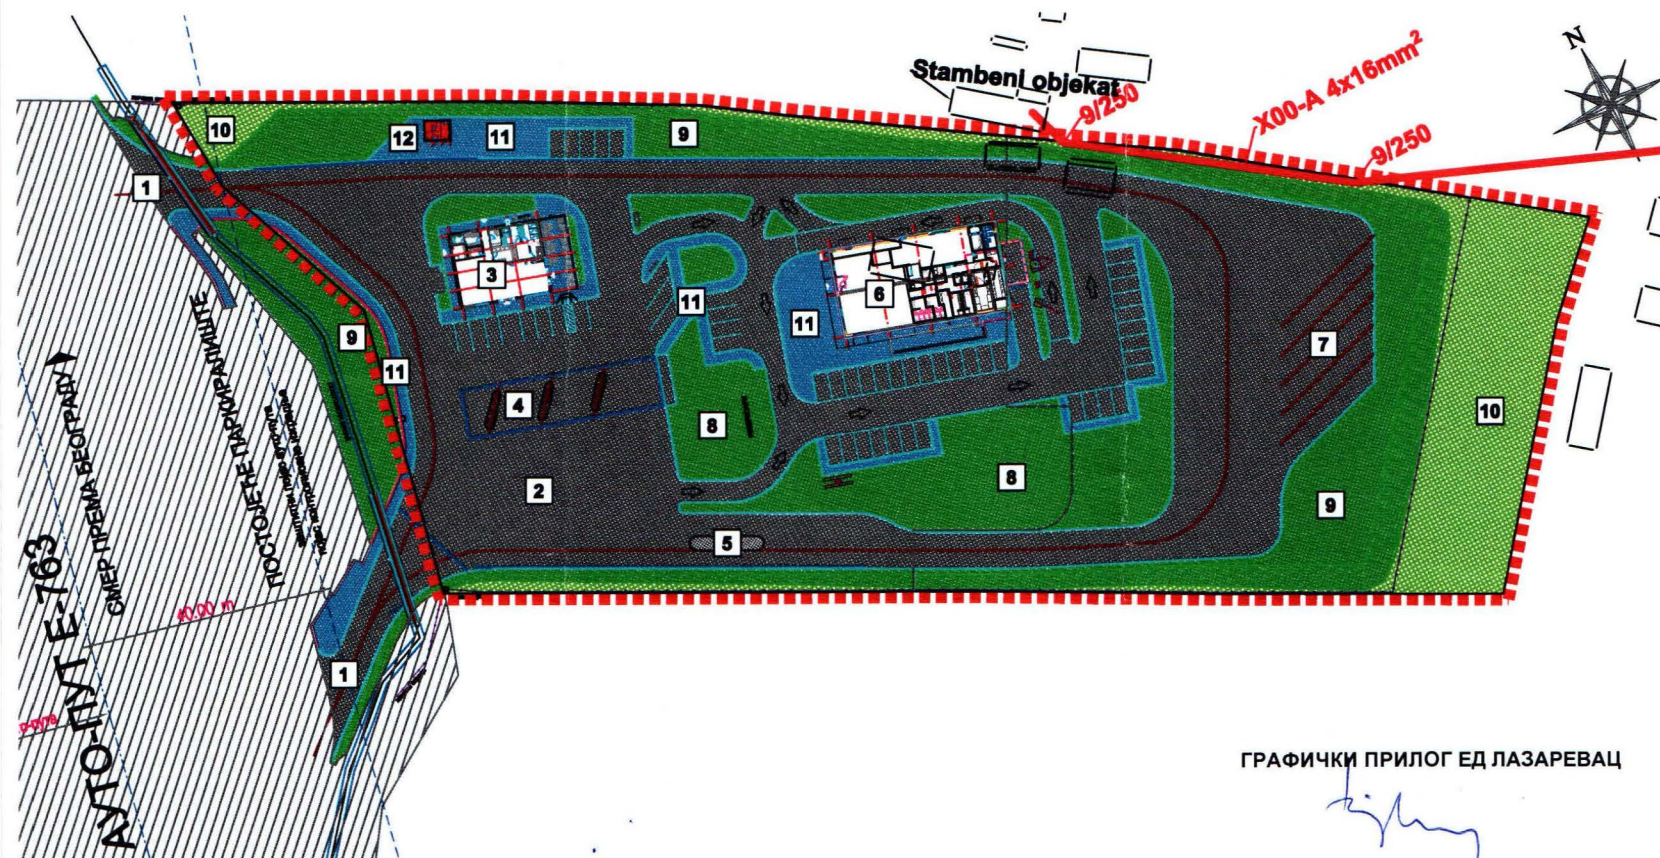 N
Stambeni objekat
9/250
X00-A 4x16mm²
9/250
10
12
11
9
1
3
11
11
6
9
11
7
4
8
10
8
2
9
5
1
АУТО-ПУТ Е-763
СМЕР ПРЕМА БЕОГРАДУ
ПОСТОЈЕЋЕ ПАРКИРАЛИШТЕ
40.00 m
ГРАФИЧКИ ПРИЛОГ ЕД ЛАЗАРЕВАЦ